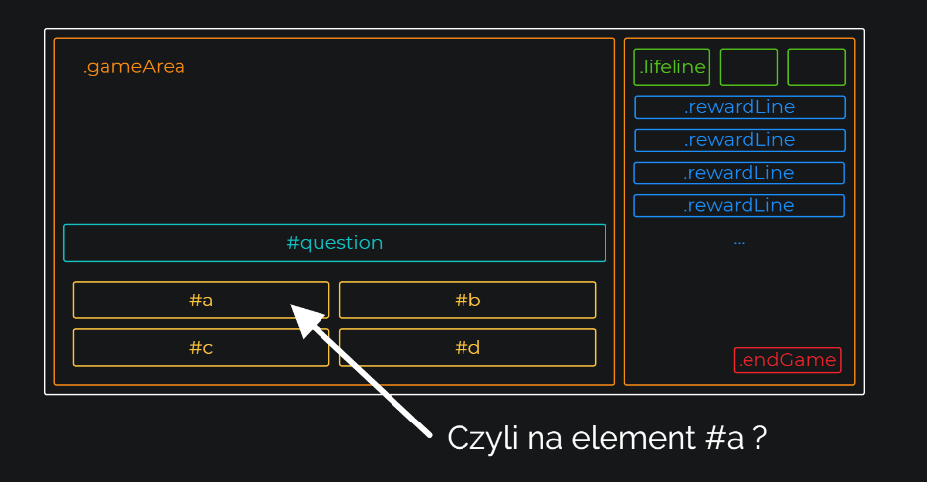 .gameArea
#question
#a
#b
#c
#d
.lifeline
.rewardLine
.rewardLine
.rewardLine
.rewardLine
...
.endGame
Czyli na element #a ?